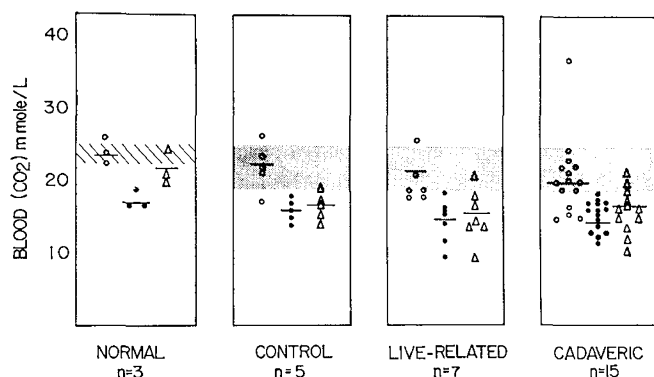 BLOOD (CO2) m mole/L
40
30
20
10
NORMAL
n=3
CONTROL
n=5
LIVE-RELATED
n=7
CADAVERIC
n=15